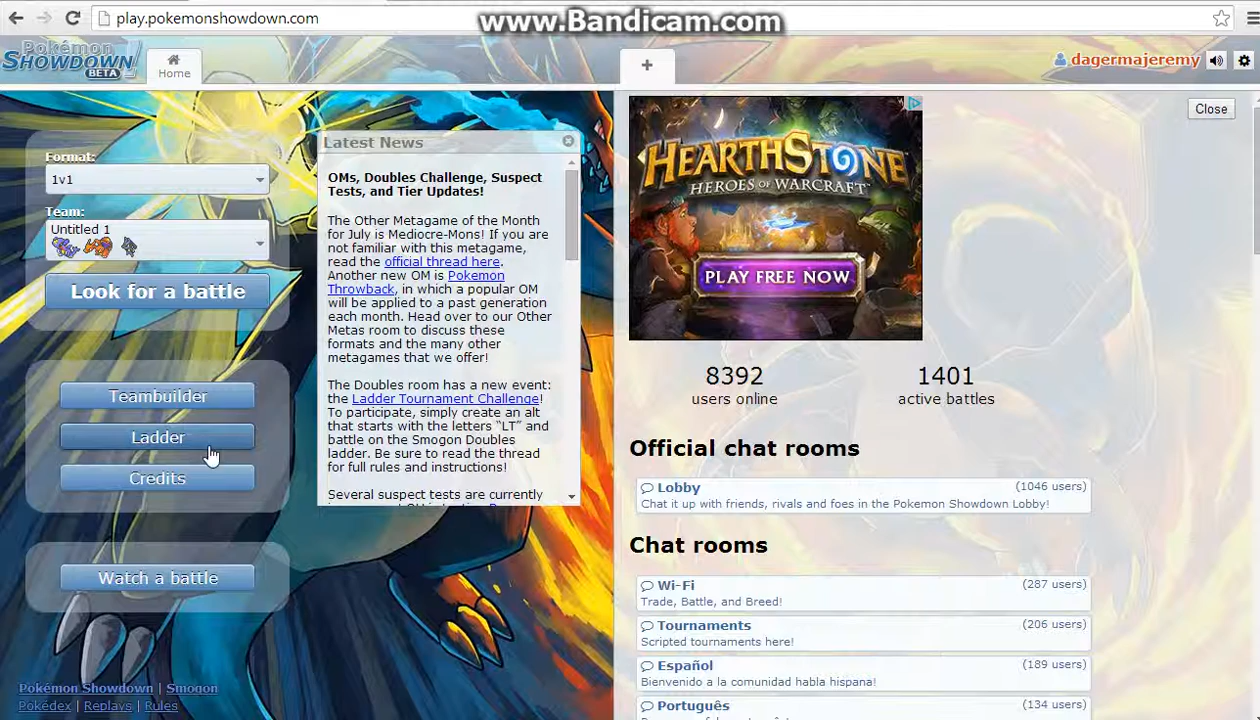 play.pokemonshowdown.com
www.Bandicam.com
Pokémon
SHOWDOWN
BETA
Home
+
dagermajeremy
Format:
1v1
Team:
Untitled 1
Look for a battle
Teambuilder
Ladder
Credits
Watch a battle
Pokémon Showdown | Smogon
Pokédex | Replays | Rules
Latest News
OMs, Doubles Challenge, Suspect
Tests, and Tier Updates!
The Other Metagame of the Month
for July is Mediocre-Mons! If you are
not familiar with this metagame,
read the official thread here.
Another new OM is Pokemon
Throwback, in which a popular OM
will be applied to a past generation
each month. Head over to our Other
Metas room to discuss these
formats and the many other
metagames that we offer!
The Doubles room has a new event:
the Ladder Tournament Challenge!
To participate, simply create an alt
that starts with the letters "LT" and
battle on the Smogon Doubles
ladder. Be sure to read the thread
for full rules and instructions!
Several suspect tests are currently
Close
HEARTHSTONE
HEROES OF WARCRAFT
PLAY FREE NOW
8392
users online
1401
active battles
Official chat rooms
Lobby (1046 users)
Chat it up with friends, rivals and foes in the Pokemon Showdown Lobby!
Chat rooms
Wi-Fi (287 users)
Trade, Battle, and Breed!
Tournaments (206 users)
Scripted tournaments here!
Español (189 users)
Bienvenido a la comunidad habla hispana!
Português (134 users)